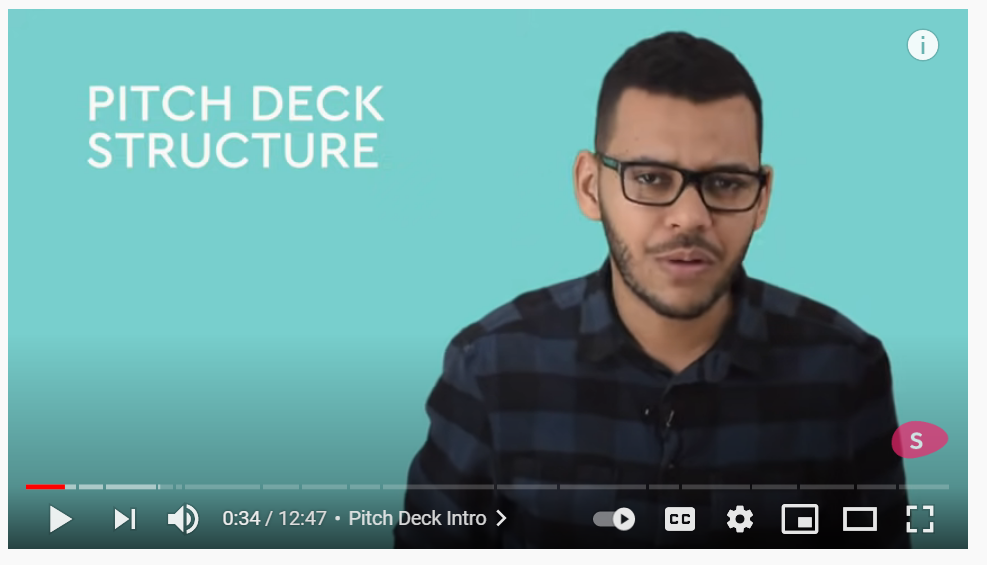 PITCH DECK
STRUCTURE
i
S
0:34 / 12:47 • Pitch Deck Intro
CC